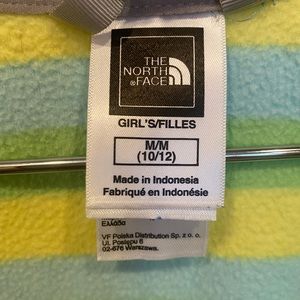 THE
NORTH
FACE
GIRL'S/FILLES
M/M
(10/12)
Made in Indonesia
Fabriqué en Indonésie
Ελλάδα
VF Polska Distribution Sp. z o.o.
Ul. Postępu 6
02-676 Warszawa.